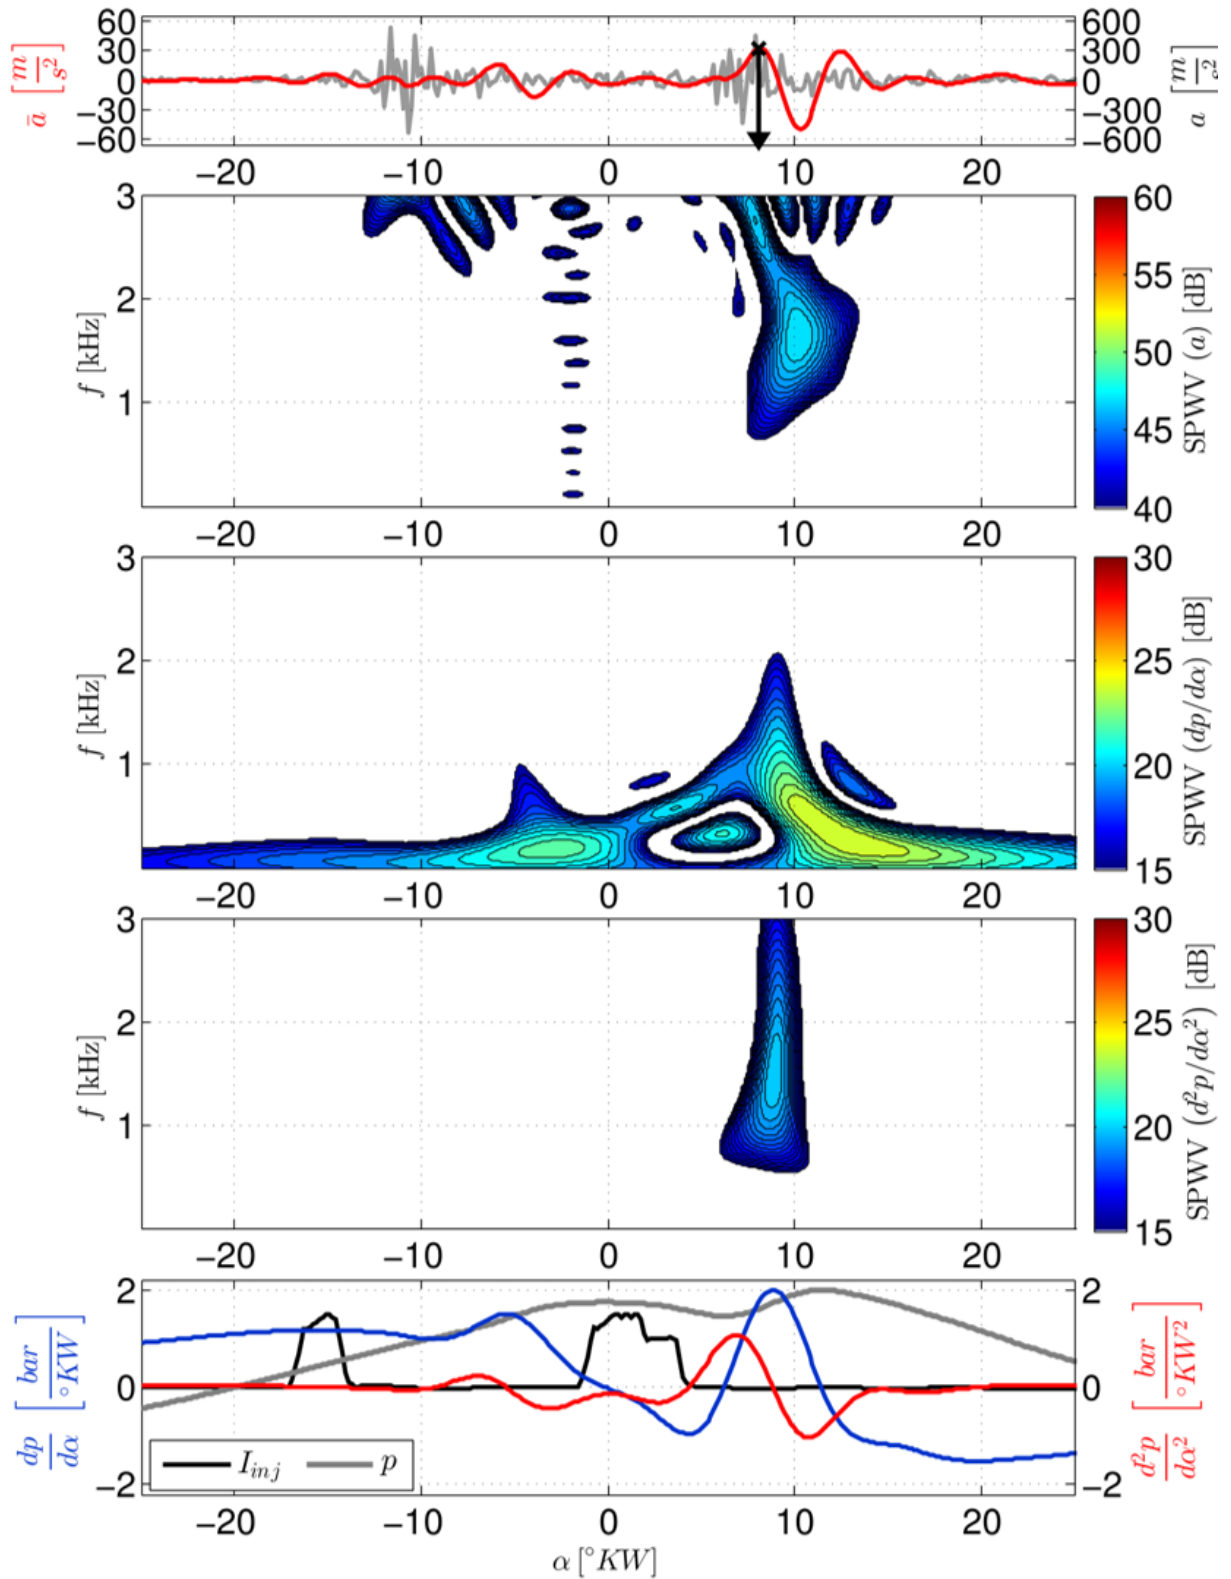 60 600
30 300
0 0
−30 −300
−60 −600
ā [m/s²] a [m/s²]
−20 −10 0 10 20
3 2 1
f [kHz]
60 55 50 45 40
SPWV (a) [dB]
−20 −10 0 10 20
3 2 1
f [kHz]
30 25 20 15
SPWV (dp/dα) [dB]
−20 −10 0 10 20
3 2 1
f [kHz]
30 25 20 15
SPWV (d²p/dα²) [dB]
−20 −10 0 10 20
2 0 −2
dp/dα [bar/°KW]
I_inj p
2 0 −2
d²p/dα² [bar/°KW²]
−20 −10 0 10 20
α [°KW]